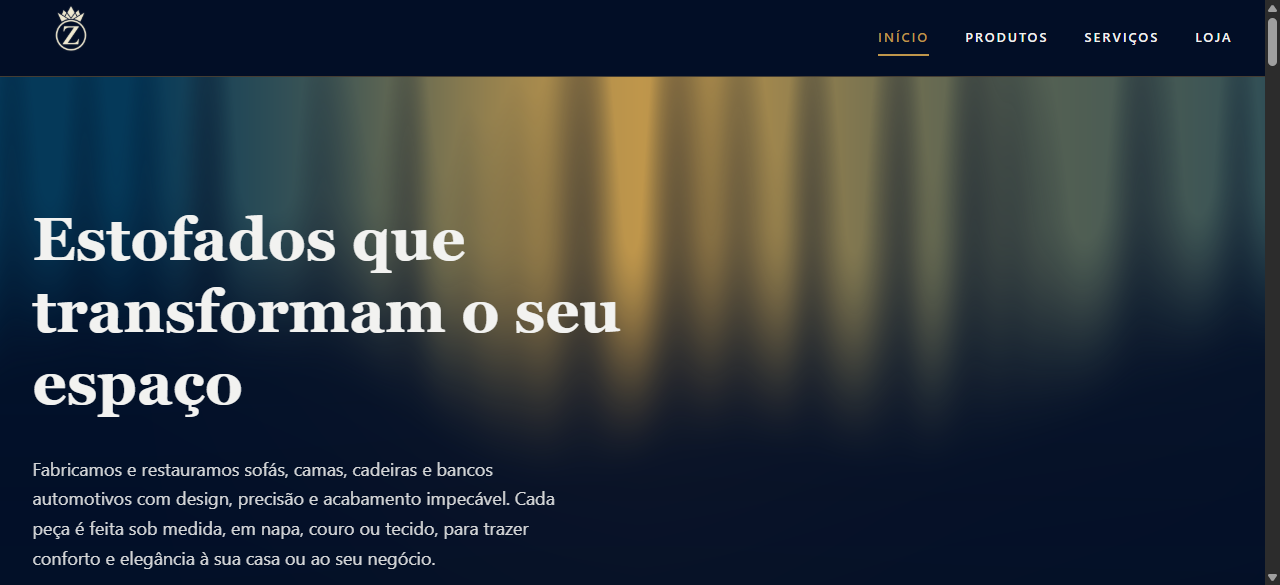 Z
INÍCIO PRODUTOS SERVIÇOS LOJA
Estofados que
transformam o seu
espaço
Fabricamos e restauramos sofás, camas, cadeiras e bancos
automotivos com design, precisão e acabamento impecável. Cada
peça é feita sob medida, em napa, couro ou tecido, para trazer
conforto e elegância à sua casa ou ao seu negócio.